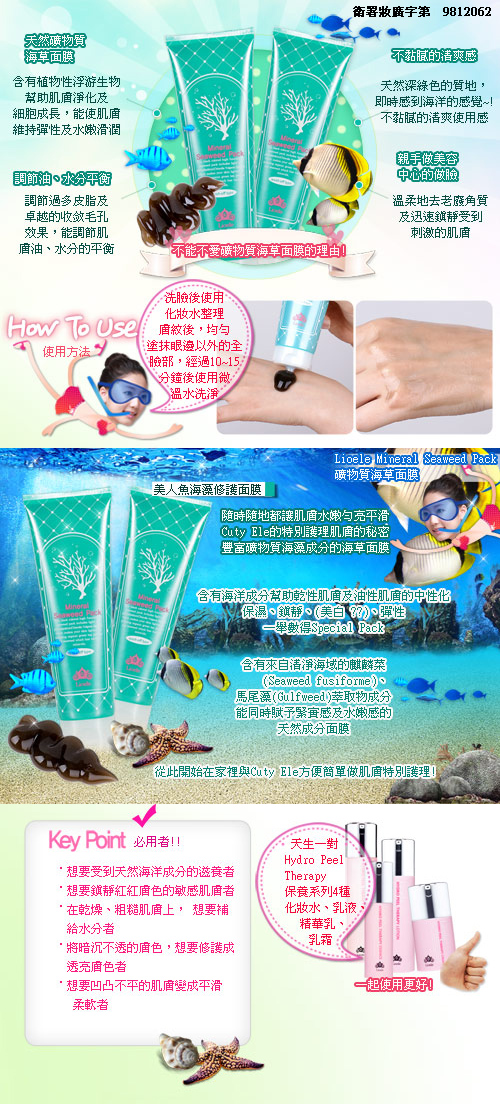 衛署妝廣字第 9812062
天然礦物質
海草面膜
含有植物性浮游生物
幫助肌膚淨化及
細胞成長，能使肌膚
維持彈性及水嫩滑潤
調節油、水分平衡
調節過多皮脂及
卓越的收斂毛孔
效果，能調節肌
膚油、水分的平衡
Mineral
Seaweed Pack
Mineral
Seaweed Pack
不黏膩的清爽感
天然深綠色的質地，
即時感到海洋的感覺~!
不黏膩的清爽使用感
親手做美容
中心的做臉
溫柔地去老廢角質
及迅速鎮靜受到
刺激的肌膚
不能不愛礦物質海草面膜的理由!
How To Use
使用方法
洗臉後使用
化妝水整理
膚紋後，均勻
塗抹眼邊以外的全
臉部，經過10~15
分鐘後使用微
溫水洗淨
Lioele Mineral Seaweed Pack
礦物質海草面膜
美人魚海藻修護面膜
隨時隨地都讓肌膚水嫩勻亮平滑
Cuty Ele的特別護理肌膚的秘密
豐富礦物質海藻成分的海草面膜
Mineral
Seaweed Pack
Mineral
Seaweed Pack
含有海洋成分幫助乾性肌膚及油性肌膚的中性化
保濕、鎮靜、(美白 ??)、彈性
一舉數得Special Pack
含有來自清淨海域的麒麟菜
(Seaweed fusiforme)、
馬尾藻(Gulfweed)萃取物成分
能同時賦予緊實感及水嫩感的
天然成分面膜
從此開始在家裡與Cuty Ele方便簡單做肌膚特別護理!
Key Point 必用者!!
·想要受到天然海洋成分的滋養者
·想要鎮靜紅紅膚色的敏感肌膚者
·在乾燥、粗糙肌膚上， 想要補
給水分者
·將暗沉不透的膚色，想要修護成
透亮膚色者
·想要凹凸不平的肌膚變成平滑
柔軟者
天生一對
Hydro Peel
Therapy
保養系列4種
化妝水、乳液、
精華乳、
乳霜
一起使用更好!